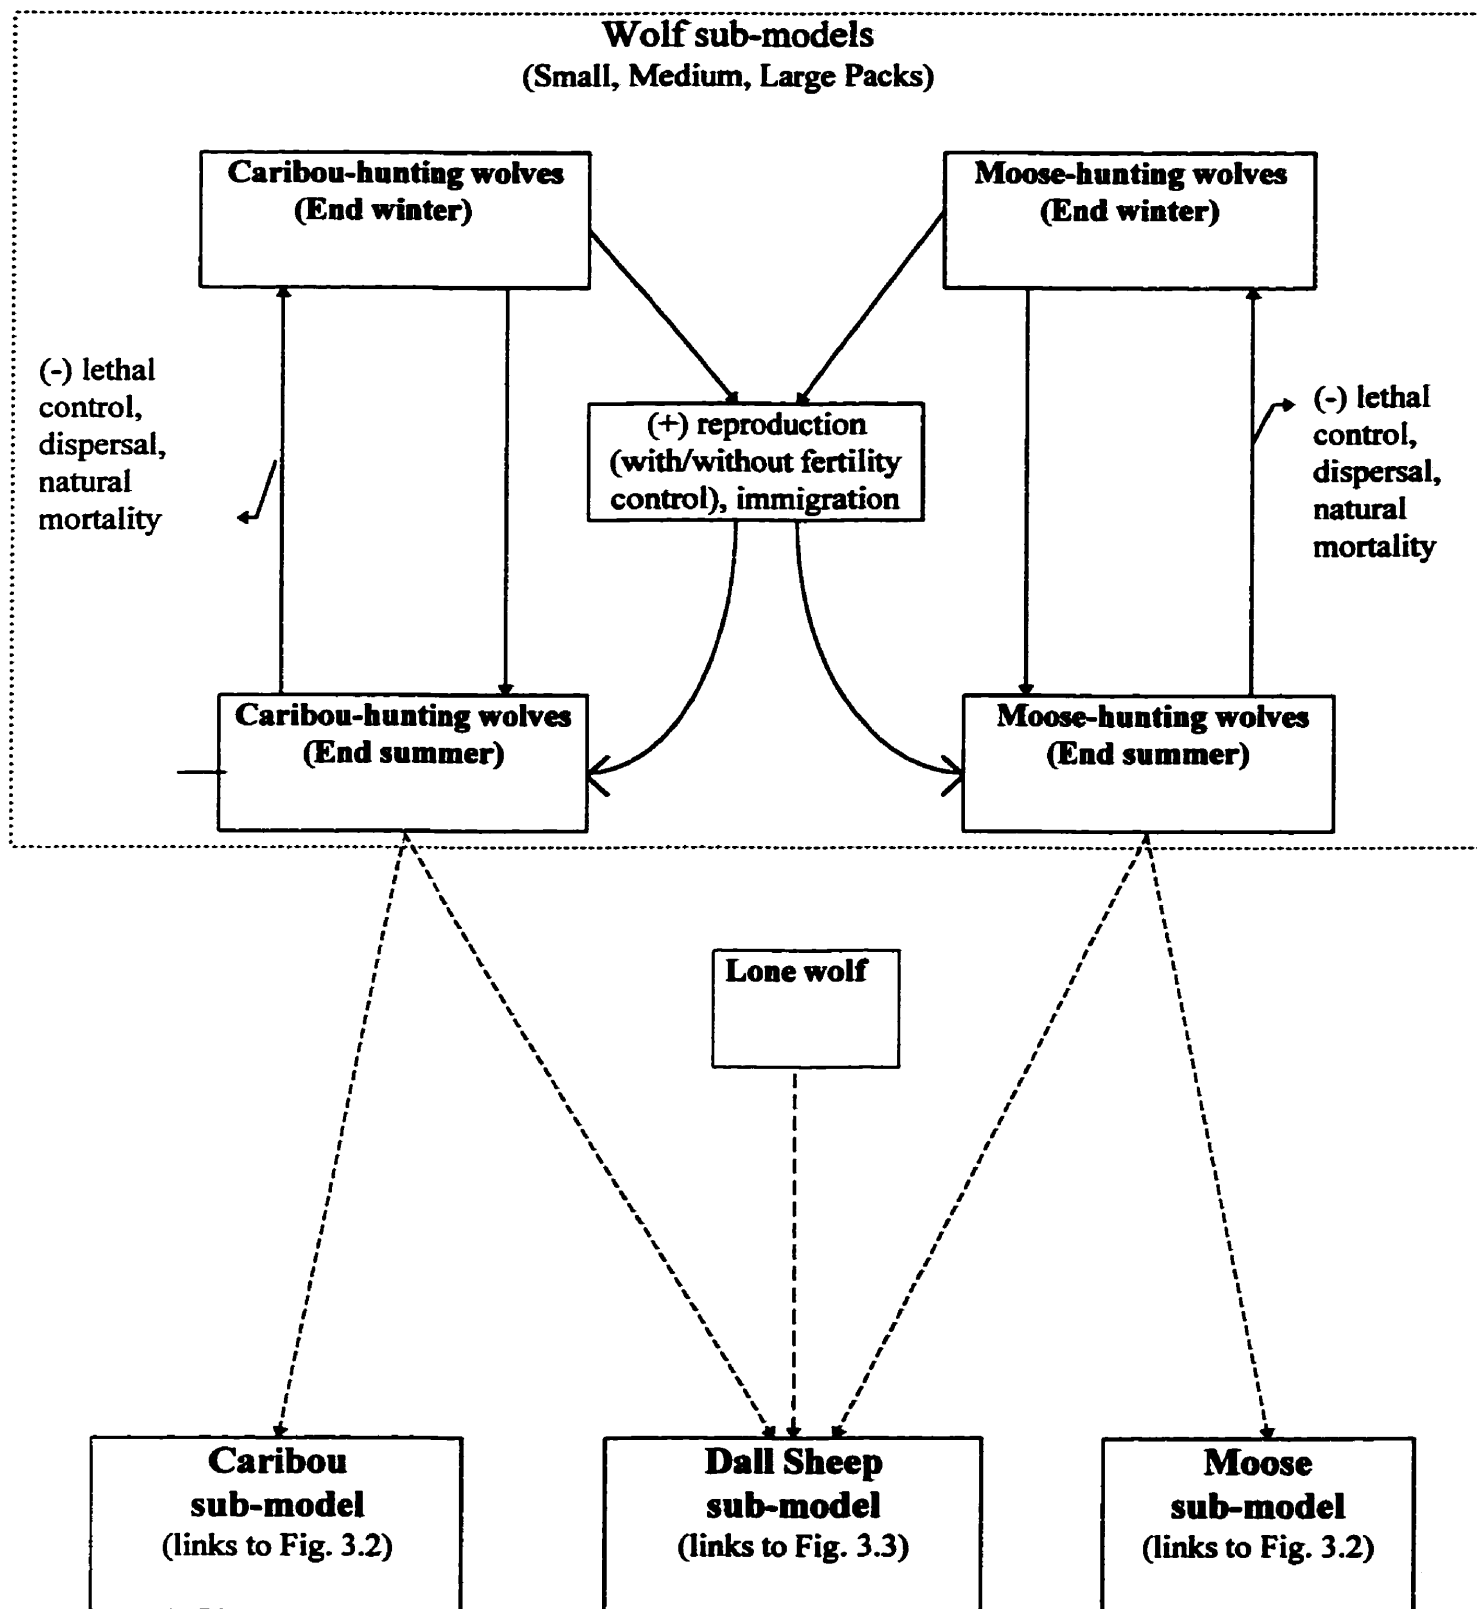 Wolf sub-models
(Small, Medium, Large Packs)
Caribou-hunting wolves
(End winter)
Moose-hunting wolves
(End winter)
(-) lethal
control,
dispersal,
natural
mortality
(+) reproduction
(with/without fertility
control), immigration
(-) lethal
control,
dispersal,
natural
mortality
Caribou-hunting wolves
(End summer)
Moose-hunting wolves
(End summer)
Lone wolf
Caribou
sub-model
(links to Fig. 3.2)
Dall Sheep
sub-model
(links to Fig. 3.3)
Moose
sub-model
(links to Fig. 3.2)